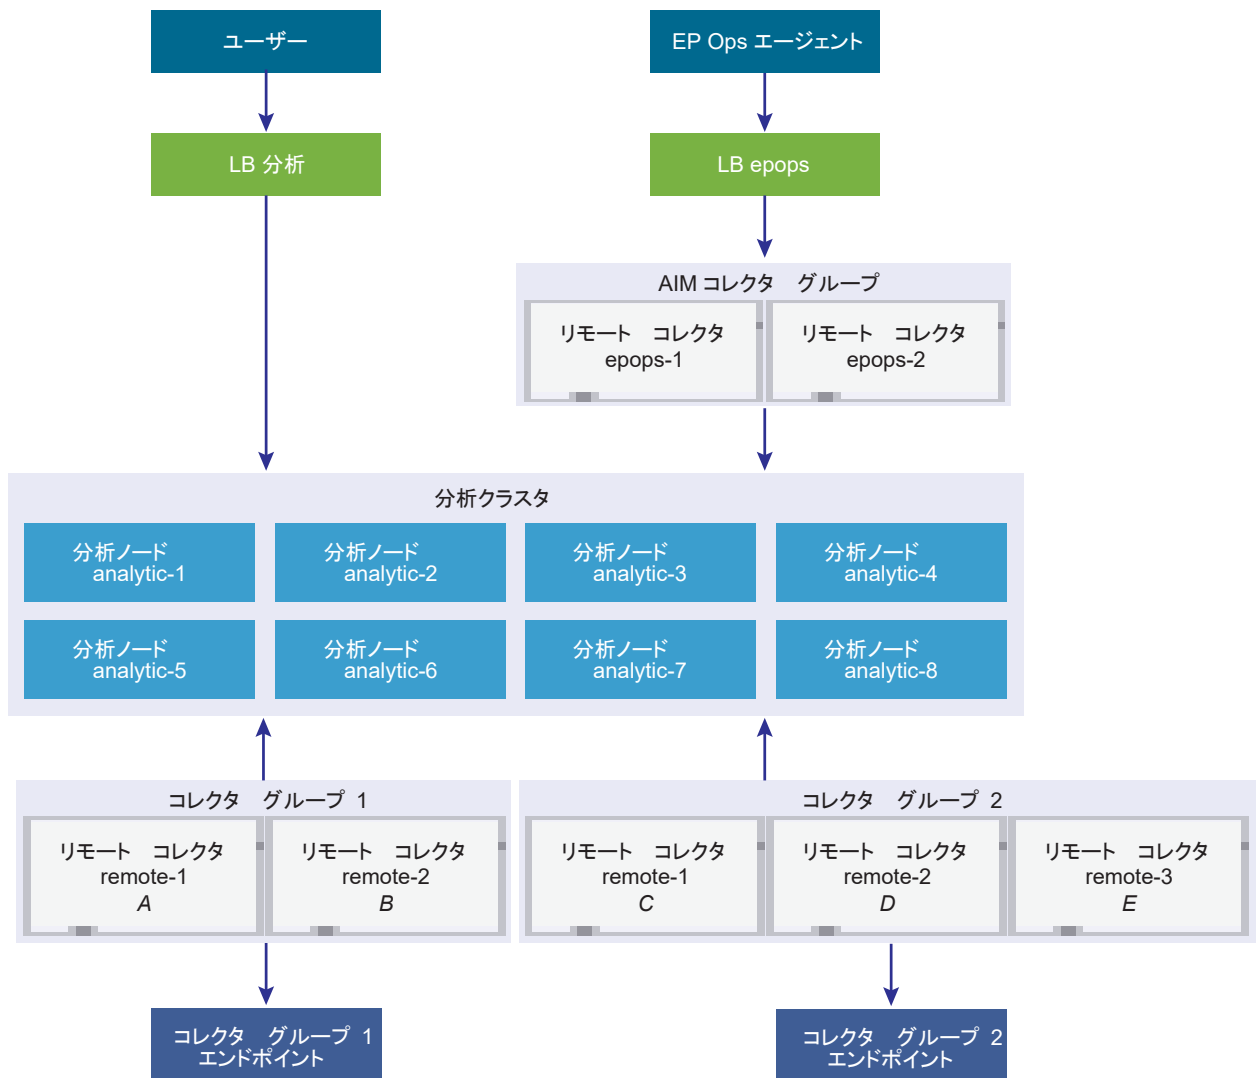 ユーザー
EP Ops エージェント
LB 分析
LB epops
AIM コレクタ　グループ
リモート　コレクタ
epops-1
リモート　コレクタ
epops-2
分析クラスタ
分析ノード
analytic-1
分析ノード
analytic-2
分析ノード
analytic-3
分析ノード
analytic-4
分析ノード
analytic-5
分析ノード
analytic-6
分析ノード
analytic-7
分析ノード
analytic-8
コレクタ　グループ 1
リモート　コレクタ
remote-1
A
リモート　コレクタ
remote-2
B
コレクタ　グループ 2
リモート　コレクタ
remote-1
C
リモート　コレクタ
remote-2
D
リモート　コレクタ
remote-3
E
コレクタ　グループ 1
エンドポイント
コレクタ　グループ 2
エンドポイント